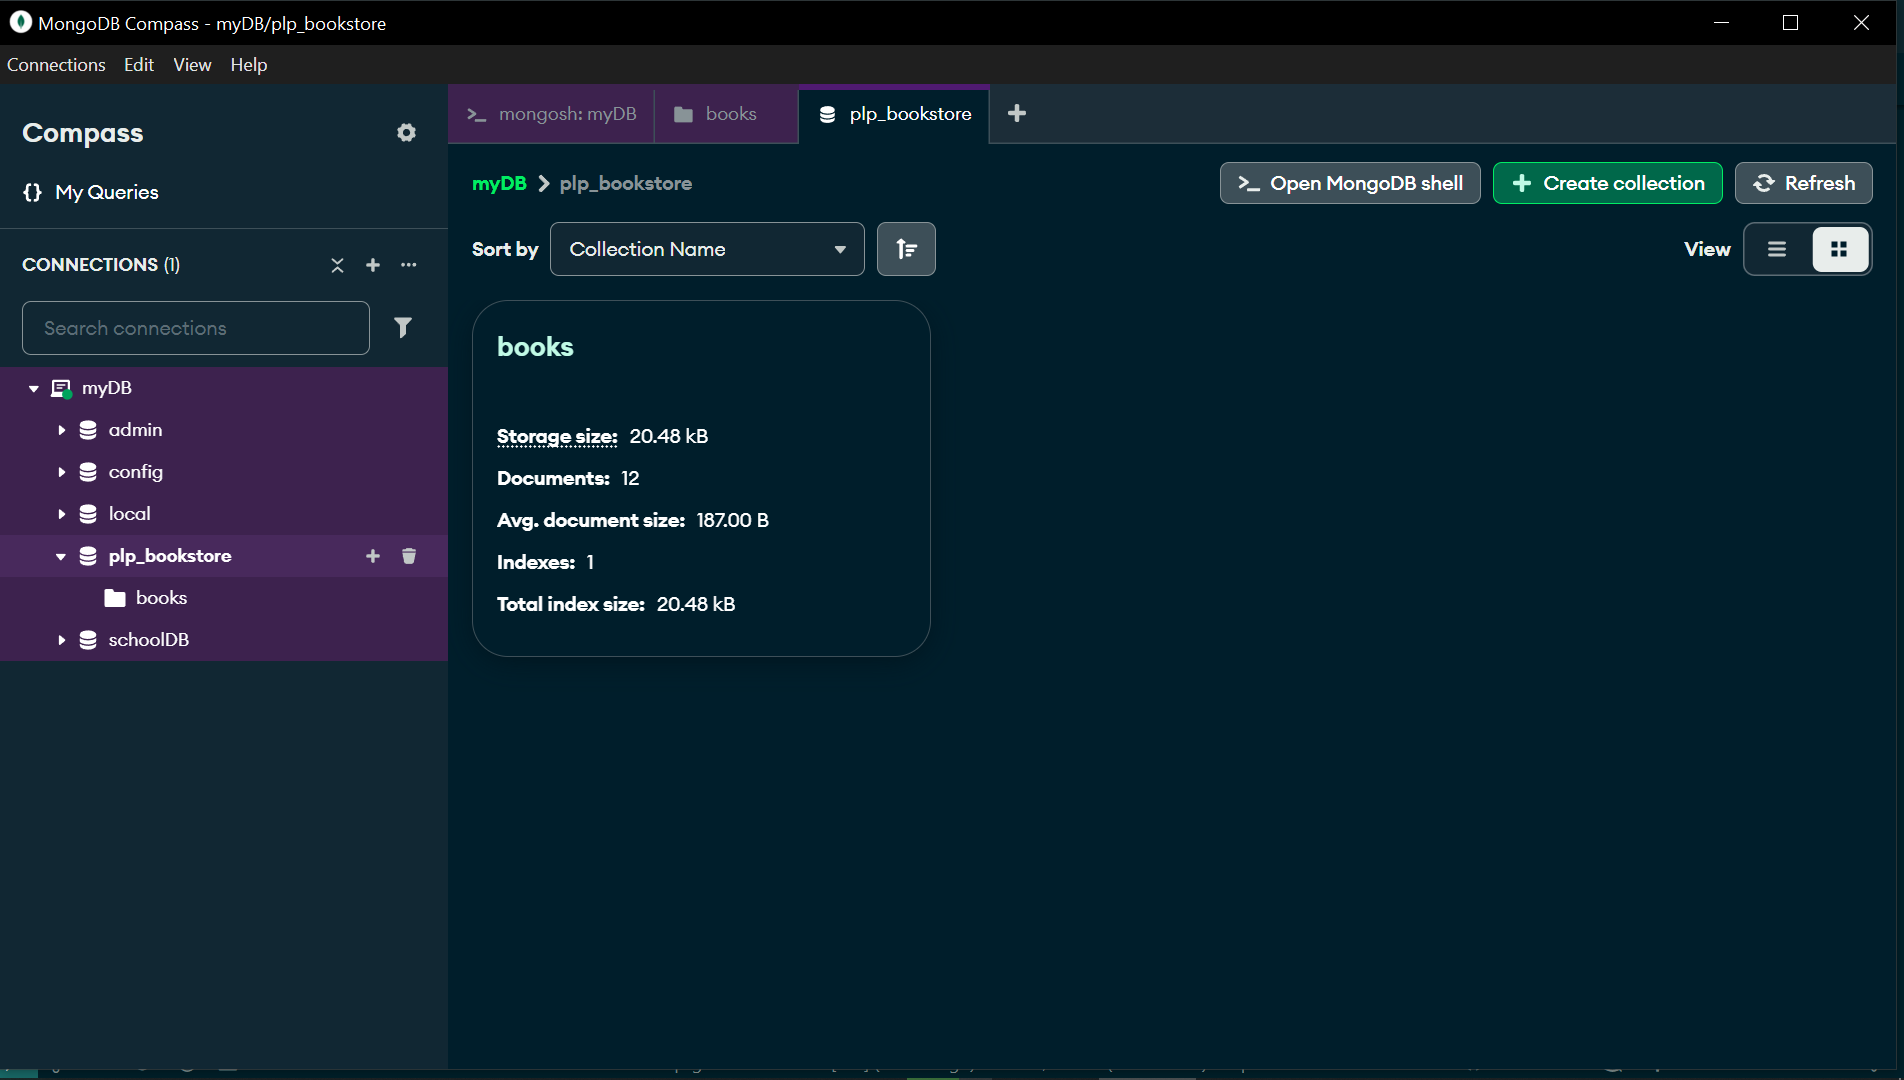 MongoDB Compass - myDB/plp_bookstore
Connections Edit View Help
Compass
My Queries
CONNECTIONS (1)
Search connections
myDB
admin
config
local
plp_bookstore
books
schoolDB
mongosh: myDB books plp_bookstore
myDB plp_bookstore
Open MongoDB shell Create collection Refresh
Sort by Collection Name View
books
Storage size: 20.48 kB
Documents: 12
Avg. document size: 187.00 B
Indexes: 1
Total index size: 20.48 kB